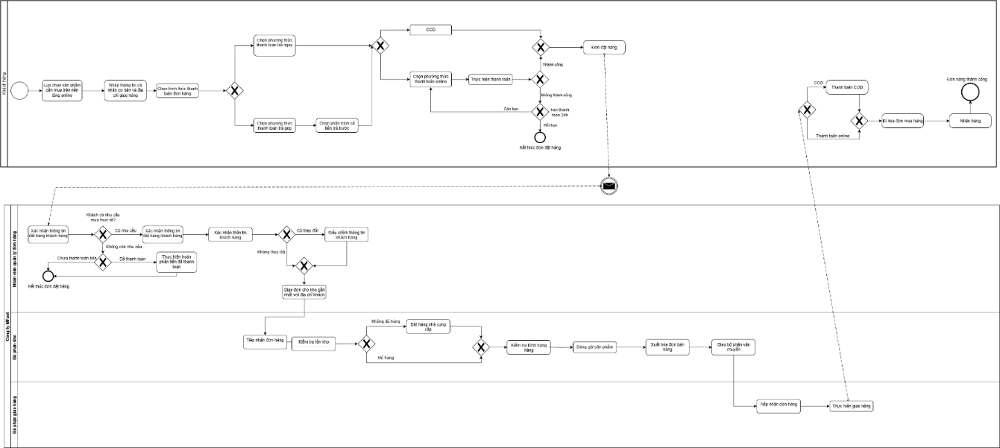 Khách hàng
Lựa chọn sản phẩm
cần mua trên nền
tảng online
Nhập thông tin cá
nhân cơ bản và địa
chỉ giao hàng
Chọn hình thức thanh
toán đơn hàng
Chọn phương thức
thanh toán trả ngay
Chọn phương thức
thanh toán trả góp
Chọn phần trăm số
tiền trả trước
COD
Chọn phương thức
thanh toán online
Thực hiện thanh toán
Thành công
không thành công
Còn hạn
hạn thanh
toán 24h
Hết hạn
Kết thúc đơn đặt hàng
Đơn đặt hàng
COD
Thanh toán COD
Thanh toán online
Kí hóa đơn mua hàng
Nhận hàng
Đơn hàng thành công
Công ty MFast
Nhân viên quản lý đơn hàng
Xác nhận thông tin
đặt hàng khách hàng
Khách có nhu cầu
mua thực tế?
Có nhu cầu
Không còn nhu cầu
Xác nhận thông tin
đặt hàng khách hàng
Xác nhận thôn tin
khách hàng
Có thay đổi
Không thay đổi
Điều chỉnh thông tin
khách hàng
Chưa thanh toán tiền
Đã thanh toán
Thực hiện hoàn
phần tiền đã thanh
toán
Kết thúc đơn đặt hàng
Giao đơn cho kho gần
nhất với địa chỉ khách
Bộ phận kho
Tiếp nhận đơn hàng
Kiểm tra tồn kho
Không đủ hàng
Đặt hàng nhà cung
cấp
Đủ hàng
Kiểm tra trình trạng
hàng
Đóng gói sản phẩm
Xuất hóa đơn bán
hàng
Giao bộ phận vận
chuyển
Bộ phận giao hàng
Tiếp nhận đơn hàng
Thực hiện giao hàng